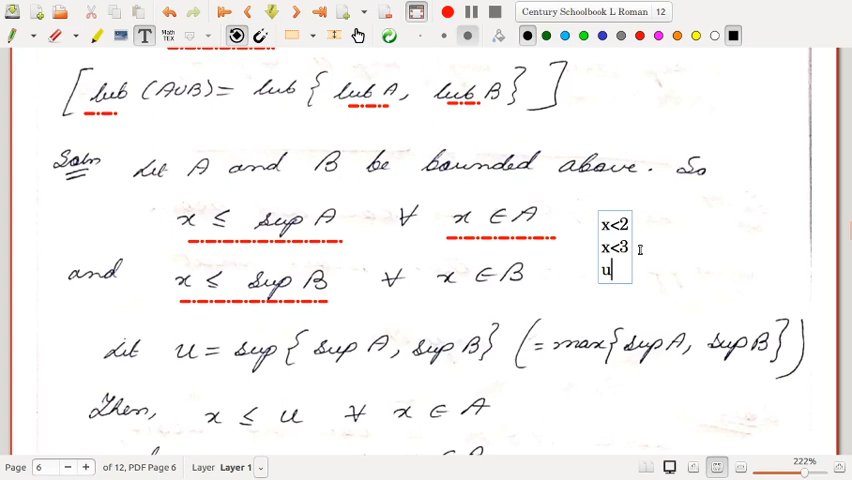 Century Schoolbook L Roman 12
T Math TEX
[ lub (A∪B) = lub { lub A, lub B } ]
Soln Let A and B be bounded above. So
x ≤ sup A ∀ x ∈ A
x<2
x<3
u
and x ≤ sup B ∀ x ∈ B
Let u = sup { sup A, sup B } ( = max { sup A, sup B } )
Then, x ≤ u ∀ x ∈ A
Page 6 of 12, PDF Page 6 Layer Layer 1 222%